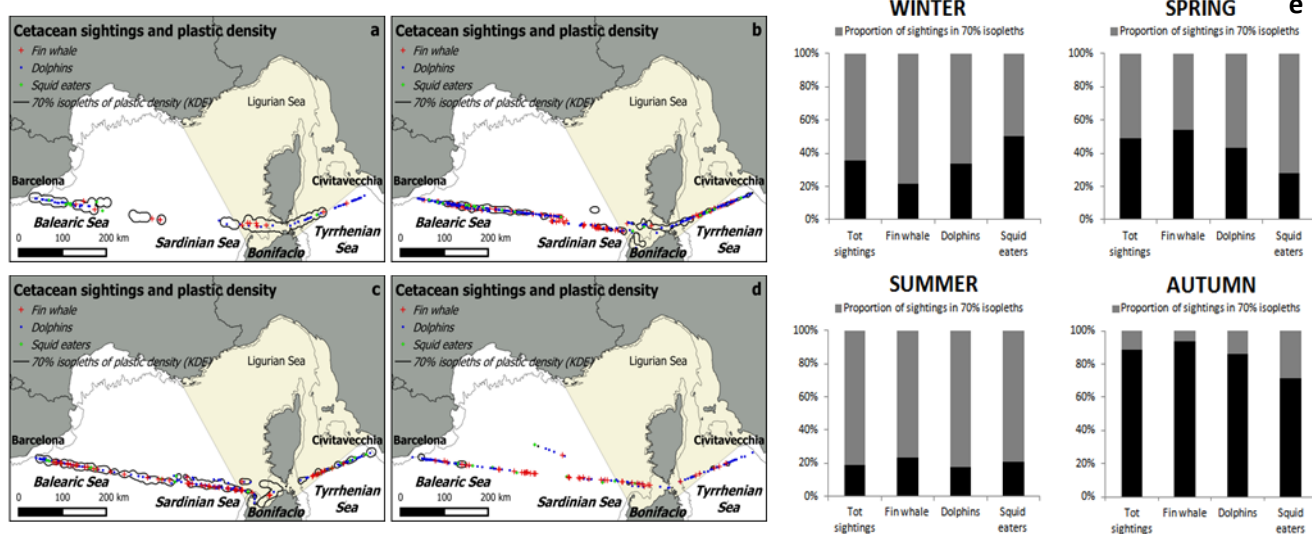 Cetacean sightings and plastic density
a
Fin whale
Dolphins
Squid eaters
70% isopleths of plastic density (KDE)
Ligurian Sea
Barcelona
Civitavecchia
Balearic Sea
Sardinian Sea
Tyrrhenian
Sea
Bonifacio
0 100 200 km
Cetacean sightings and plastic density
b
Fin whale
Dolphins
Squid eaters
70% isopleths of plastic density (KDE)
Ligurian Sea
Barcelona
Civitavecchia
Balearic Sea
Sardinian Sea
Tyrrhenian
Sea
Bonifacio
0 100 200 km
Cetacean sightings and plastic density
c
Fin whale
Dolphins
Squid eaters
70% isopleths of plastic density (KDE)
Ligurian Sea
Barcelona
Civitavecchia
Balearic Sea
Sardinian Sea
Tyrrhenian
Sea
Bonifacio
0 100 200 km
Cetacean sightings and plastic density
d
Fin whale
Dolphins
Squid eaters
70% isopleths of plastic density (KDE)
Ligurian Sea
Barcelona
Civitavecchia
Balearic Sea
Sardinian Sea
Tyrrhenian
Sea
Bonifacio
0 100 200 km
e
WINTER
Proportion of sightings in 70% isopleths
100%
80%
60%
40%
20%
0%
Tot sightings
Fin whale
Dolphins
Squid eaters
SPRING
Proportion of sightings in 70% isopleths
100%
80%
60%
40%
20%
0%
Tot sightings
Fin whale
Dolphins
Squid eaters
SUMMER
Proportion of sightings in 70% isopleths
100%
80%
60%
40%
20%
0%
Tot sightings
Fin whale
Dolphins
Squid eaters
AUTUMN
Proportion of sightings in 70% isopleths
100%
80%
60%
40%
20%
0%
Tot sightings
Fin whale
Dolphins
Squid eaters